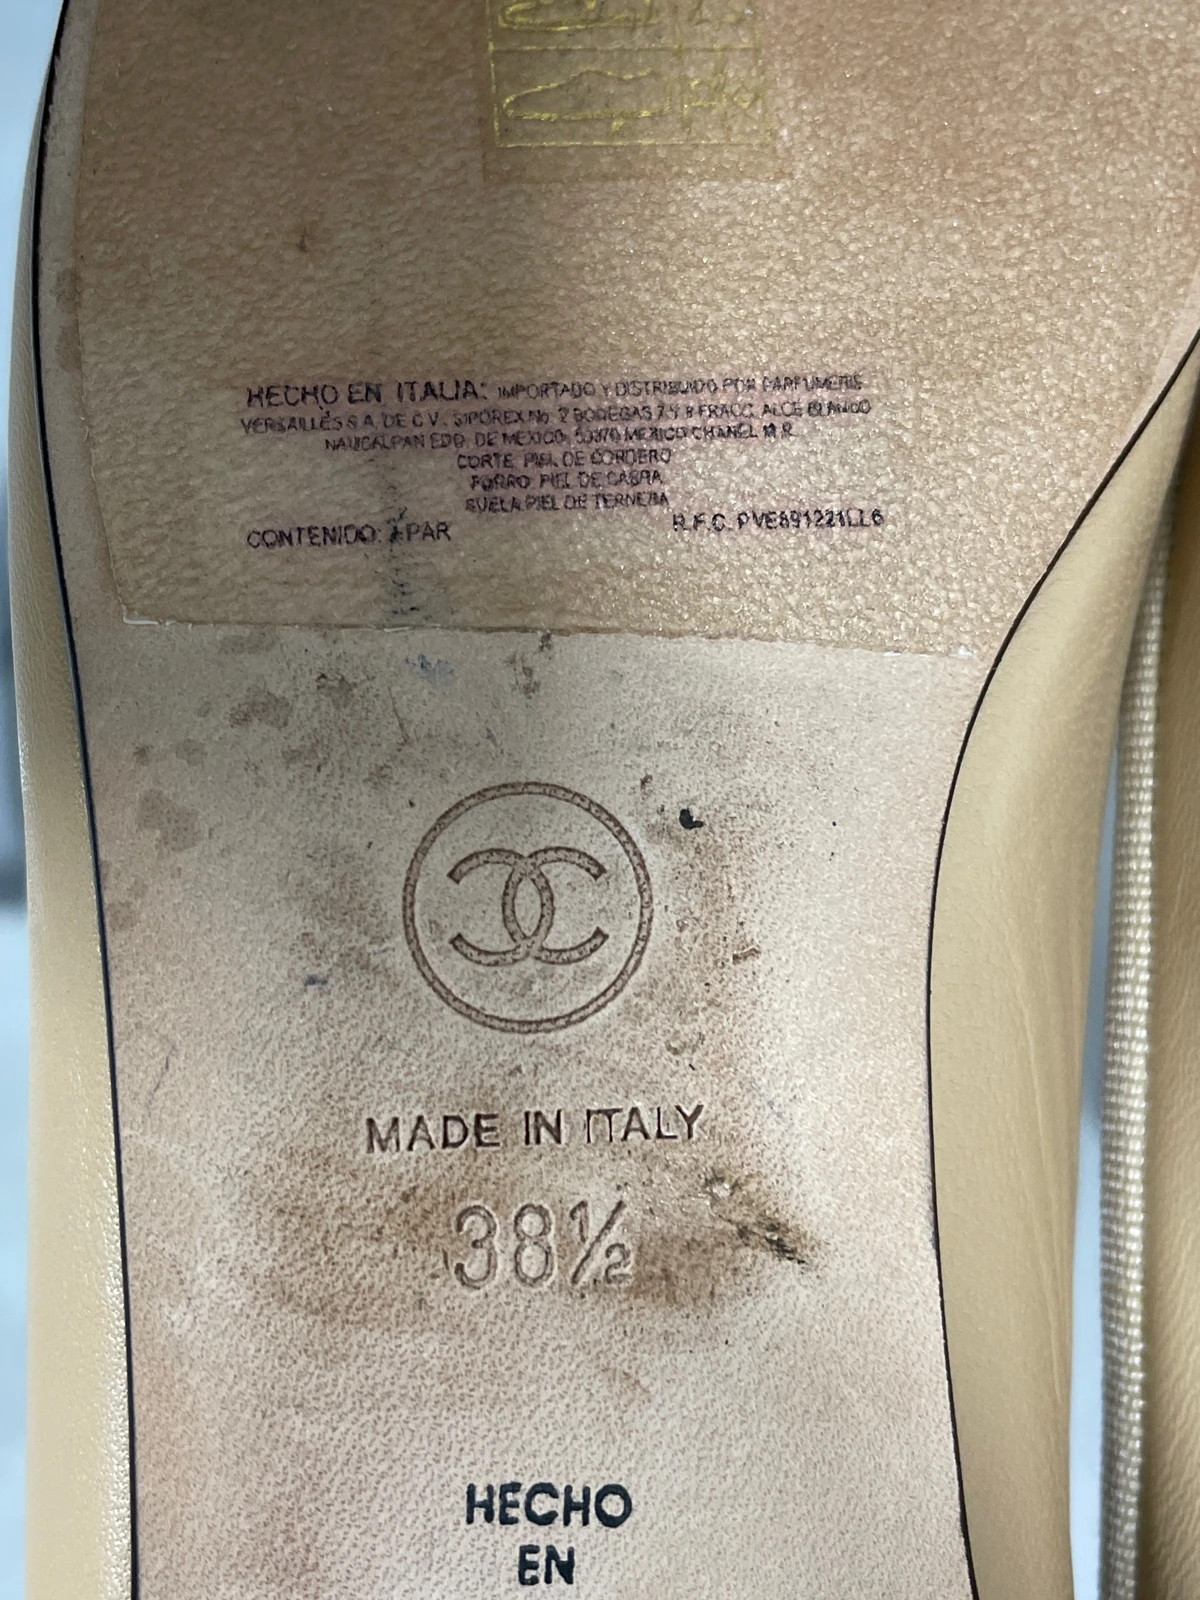 HECHO EN ITALIA: IMPORTADO Y DISTRIBUIDO POR PARFUMERIE
VERSAILLES S.A. DE C.V. SIPOREX No. 2 BODEGAS 7 Y 8 FRACC. ALCE BLANCO
NAUCALPAN EDO. DE MEXICO, 53370 MEXICO CHANEL M.R.
CORTE: PIEL DE CORDERO
FORRO: PIEL DE CABRA
SUELA: PIEL DE TERNERA
CONTENIDO: 1 PAR
R.F.C. PVE891221LL6
MADE IN ITALY
38½
HECHO
EN